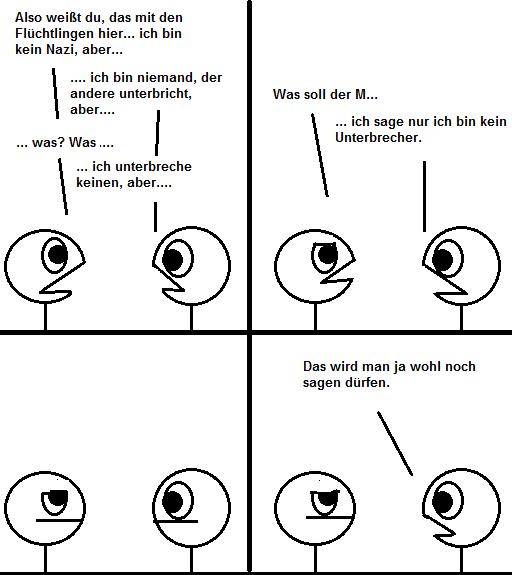 Also weißt du, das mit den
Flüchtlingen hier... ich bin
kein Nazi, aber...
.... ich bin niemand, der
andere unterbricht,
aber....
... was? Was ....
... ich unterbreche
keinen, aber....
Was soll der M...
... ich sage nur ich bin kein
Unterbrecher.
Das wird man ja wohl noch
sagen dürfen.